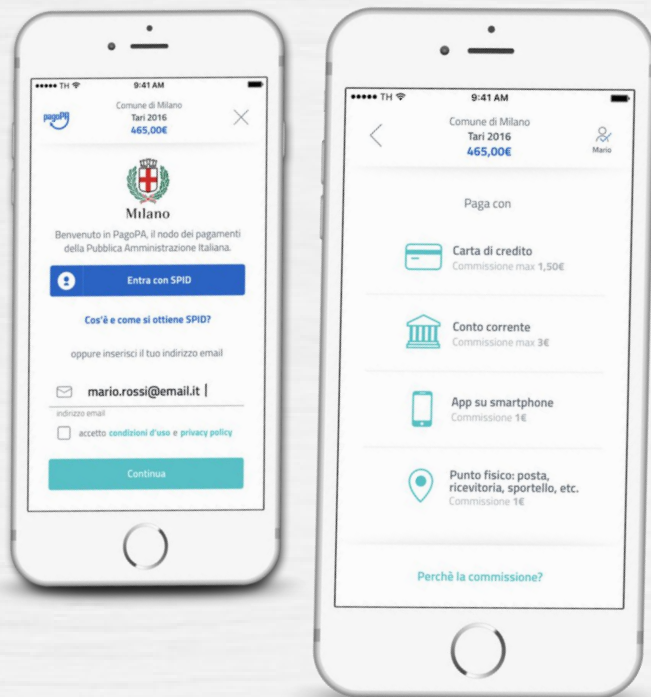 TH 9:41 AM
pagoPA
Comune di Milano
Tari 2016
465,00€
Milano
Benvenuto in PagoPA, il nodo dei pagamenti
della Pubblica Amministrazione Italiana.
Entra con SPID
Cos'è e come si ottiene SPID?
oppure inserisci il tuo indirizzo email
mario.rossi@email.it
indirizzo email
accetto condizioni d'uso e privacy policy
Continua
TH 9:41 AM
Comune di Milano
Tari 2016
465,00€
Mario
Paga con
Carta di credito
Commissione max 1,50€
Conto corrente
Commissione max 3€
App su smartphone
Commissione 1€
Punto fisico: posta,
ricevitoria, sportello, etc.
Commissione 1€
Perchè la commissione?